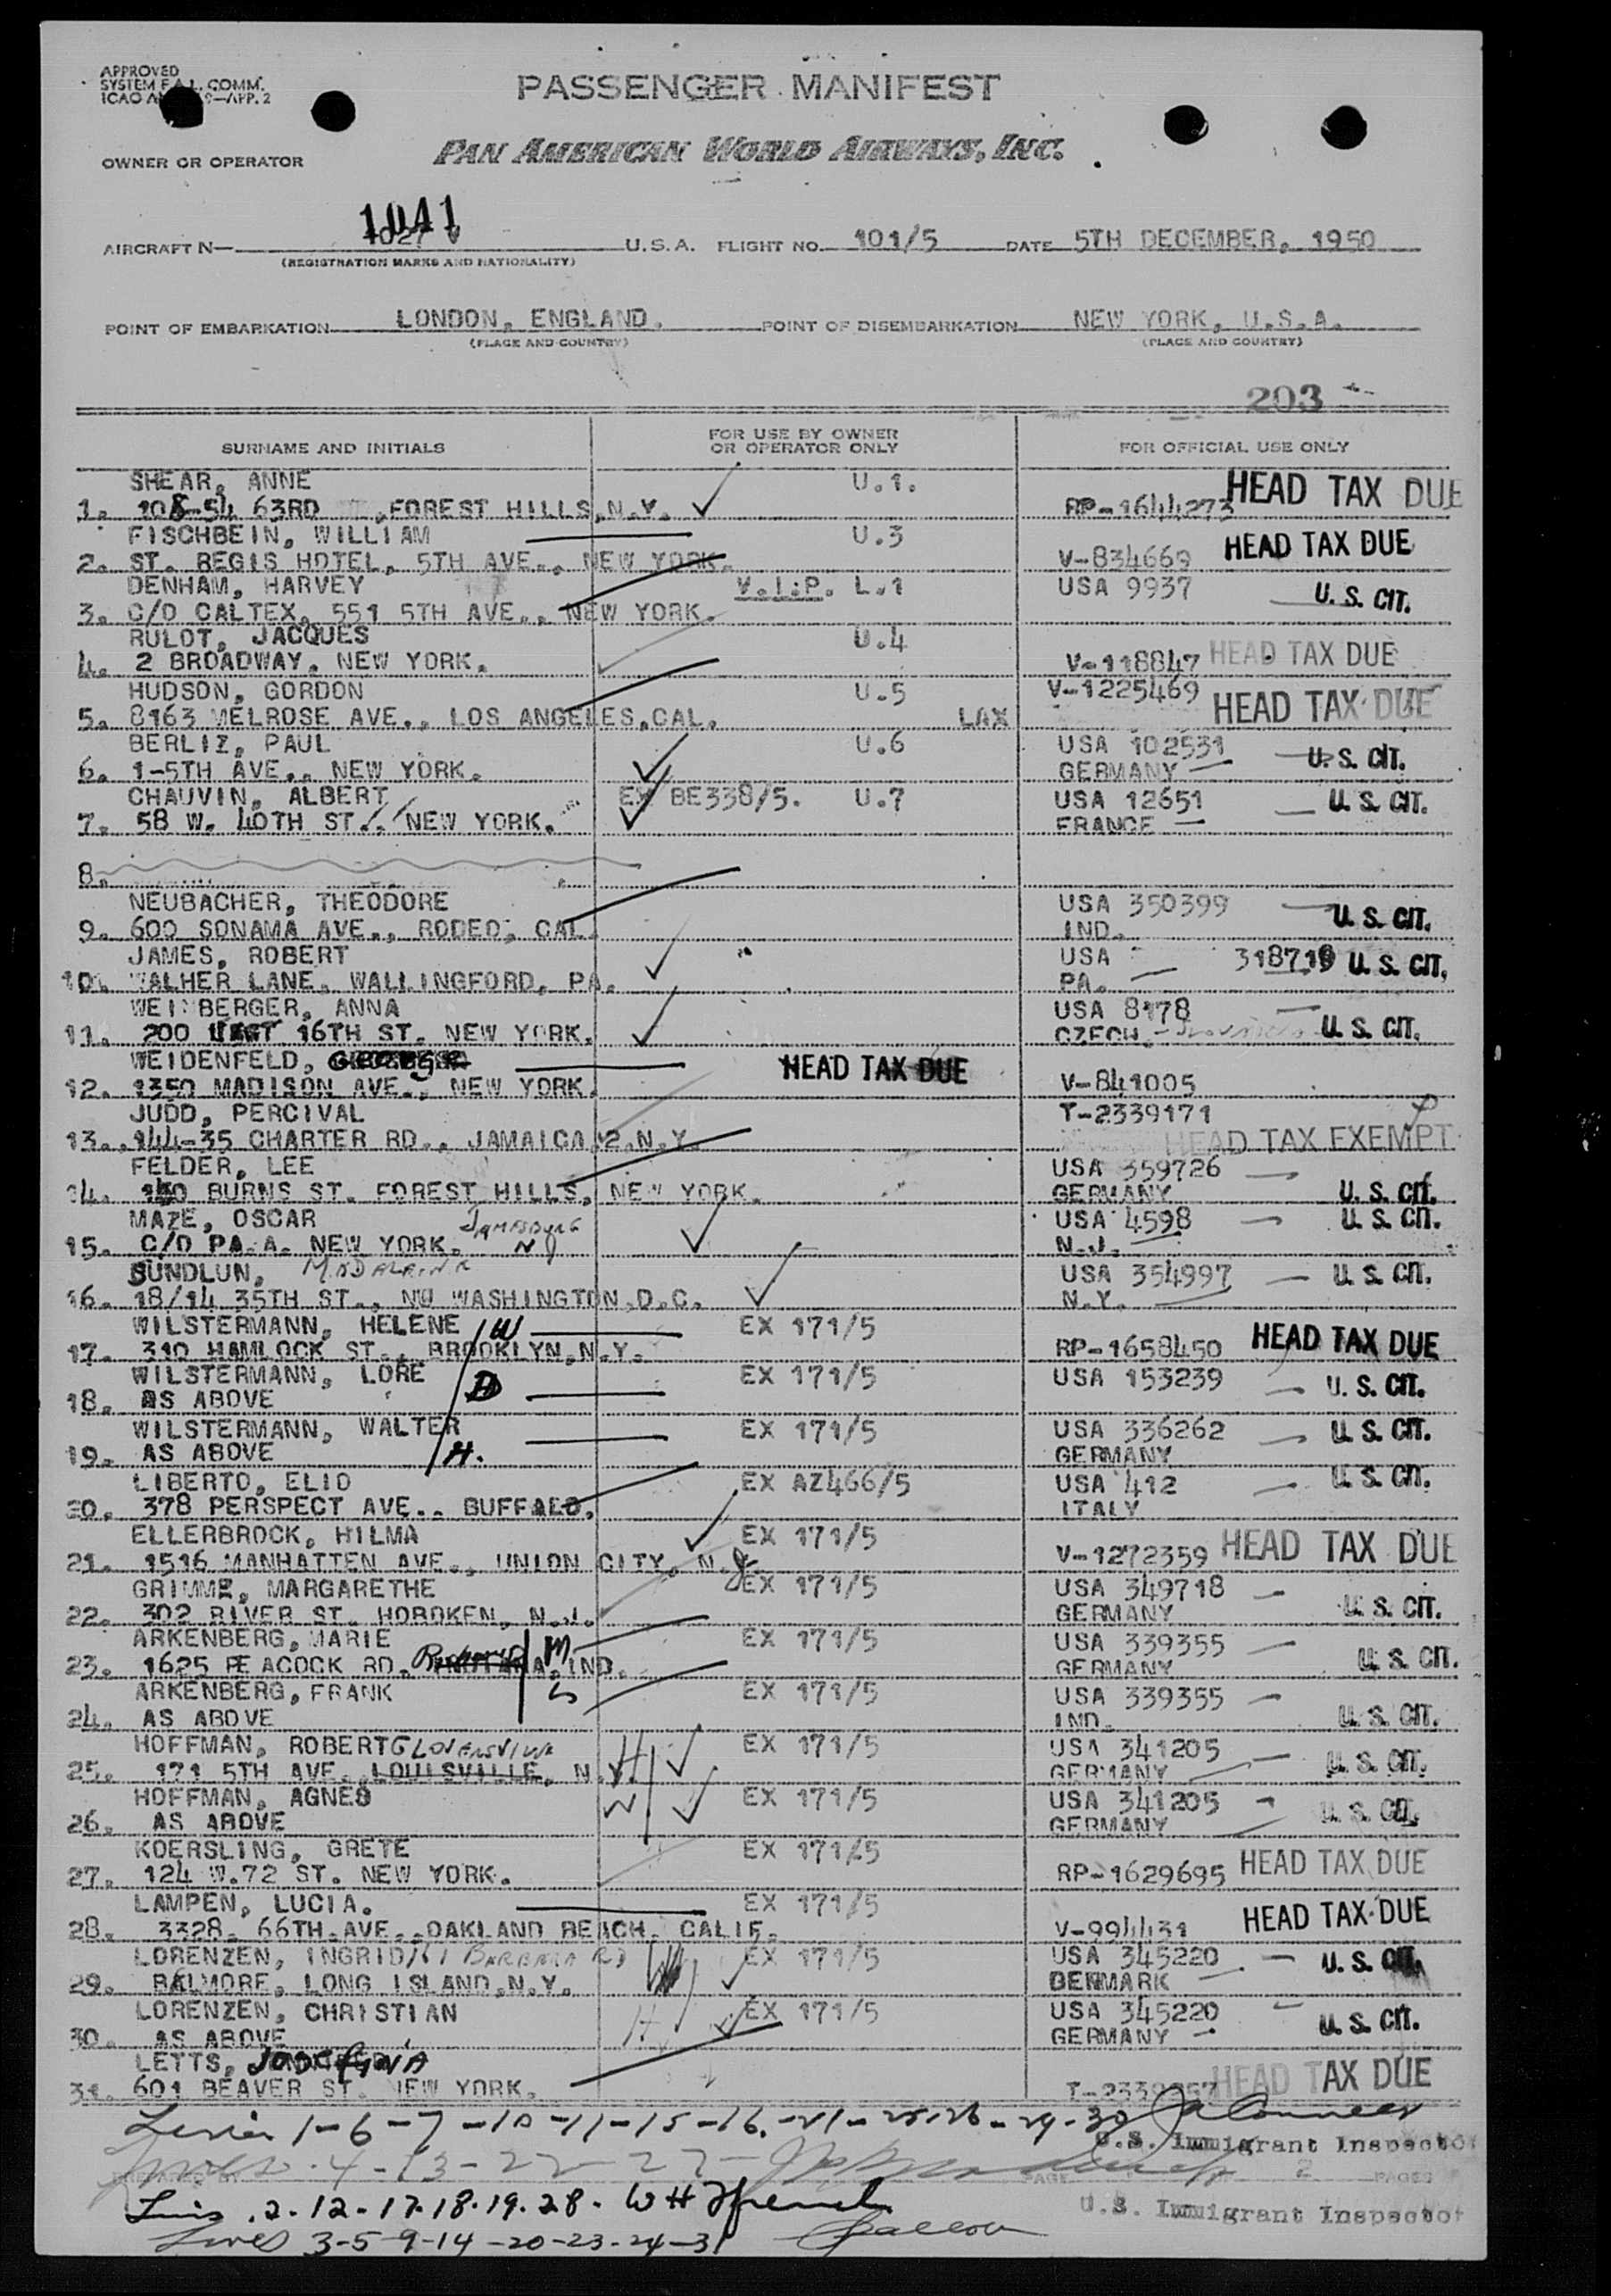 APPROVED
SYSTEM F.A.L. COMM.
ICAO 9—APP. 2
PASSENGER MANIFEST
OWNER OR OPERATOR PAN AMERICAN WORLD AIRWAYS, INC.
1041
AIRCRAFT N— 1027 U.S.A. FLIGHT NO. 101/5 DATE 5TH DECEMBER, 1950
(REGISTRATION MARKS AND NATIONALITY)
POINT OF EMBARKATION LONDON, ENGLAND. POINT OF DISEMBARKATION NEW YORK, U.S.A.
(PLACE AND COUNTRY) (PLACE AND COUNTRY)
203
SURNAME AND INITIALS FOR USE BY OWNER OR OPERATOR ONLY FOR OFFICIAL USE ONLY
SHEAR, ANNE U.1. HEAD TAX DUE
1. 108-54 63RD ,FOREST HILLS,N.Y. RP-1644273
FISCHBEIN, WILLIAM U.3 HEAD TAX DUE
2. ST. REGIS HOTEL, 5TH AVE., NEW YORK. V-834669
DENHAM, HARVEY V.I.P. L.1 USA 9937 U. S. CIT.
3. C/O CALTEX, 551 5TH AVE., NEW YORK.
RULOT, JACQUES U.4
4. 2 BROADWAY, NEW YORK. V-118847 HEAD TAX DUE
HUDSON, GORDON U.5 V-1225469
5. 8163 MELROSE AVE., LOS ANGELES,CAL. LAX HEAD TAX DUE
BERLIZ, PAUL U.6 USA 102531 U. S. CIT.
6. 1-5TH AVE., NEW YORK. GERMANY
CHAUVIN, ALBERT EX BE338/5. U.7 USA 12651 U. S. CIT.
7. 58 W. 40TH ST., NEW YORK. FRANCE
8.
NEUBACHER, THEODORE USA 350399 U. S. CIT.
9. 600 SONAMA AVE., RODEO, CAL. IND.
JAMES, ROBERT USA 318719 U. S. CIT.
10. WALHER LANE, WALLINGFORD, PA. PA.
WEINBERGER, ANNA USA 8178
11. 200 16TH ST. NEW YORK. CZECH. U. S. CIT.
WEIDENFELD, George HEAD TAX DUE
12. 1350 MADISON AVE., NEW YORK. V-841005
JUDD, PERCIVAL T-2339171
13. 144-35 CHARTER RD., JAMAICA,2,N.Y. HEAD TAX EXEMPT
FELDER, LEE USA 359726
14. BURNS ST. FOREST HILLS, NEW YORK. GERMANY U. S. CIT.
MAZE, OSCAR Jamesburg USA 4598 U. S. CIT.
15. C/O PA.A. NEW YORK. NJ N.J.
SUNDLUN, USA 354997 U. S. CIT.
16. 18/14 35TH ST., NW WASHINGTON,D.C. N.Y.
WILSTERMANN, HELENE W EX 171/5
17. 310 HAMLOCK ST., BROOKLYN,N.Y. RP-1658450 HEAD TAX DUE
WILSTERMANN, LORE D EX 171/5 USA 153239 U. S. CIT.
18. AS ABOVE
WILSTERMANN, WALTER EX 171/5 USA 336262 U. S. CIT.
19. AS ABOVE H. GERMANY
LIBERTO, ELIO EX AZ466/5 USA 412 U. S. CIT.
20. 378 PERSPECT AVE., BUFFALO. ITALY
ELLERBROCK, HILMA EX 171/5
21. 1516 MANHATTEN AVE., UNION CITY, N.J. V-1272359 HEAD TAX DUE
GRIMME, MARGARETHE EX 171/5 USA 349718
22. 302 RIVER ST. HOBOKEN, N.J. GERMANY U. S. CIT.
ARKENBERG, MARIE M EX 171/5 USA 339355
23. 1625 PEACOCK RD. Richmond INDIANA,IND. GERMANY U. S. CIT.
ARKENBERG, FRANK S EX 171/5 USA 339355
24. AS ABOVE IND. U. S. CIT.
HOFFMAN, ROBERT GLOVERSVILLE H EX 171/5 USA 341205
25. 171 5TH AVE. LOUISVILLE, N.Y. GERMANY U. S. CIT.
HOFFMAN, AGNES W EX 171/5 USA 341205
26. AS ABOVE GERMANY U. S. CIT.
KOERSLING, GRETE EX 171/5
27. 124 W.72 ST. NEW YORK. RP-1629695 HEAD TAX DUE
LAMPEN, LUCIA. EX 171/5
28. 3328. 66TH.AVE.,OAKLAND BEACH, CALIF. V-994431 HEAD TAX DUE
LORENZEN, INGRID 161 BARBARA RD W EX 171/5 USA 345220
29. BALMORE, LONG ISLAND,N.Y. DENMARK U. S. CIT.
LORENZEN, CHRISTIAN H EX 171/5 USA 345220
30. AS ABOVE GERMANY U. S. CIT.
LETTS,
31. 601 BEAVER ST. NEW YORK. HEAD TAX DUE
1-6-7-10-11-15-16-21-25-26-29-30
U.S. Immigrant Inspector
4-13-22-27
PAGE 2 PAGES
2-12-17-18-19-28- W H French
U.S. Immigrant Inspector
3-5-9-14-20-23-24-31